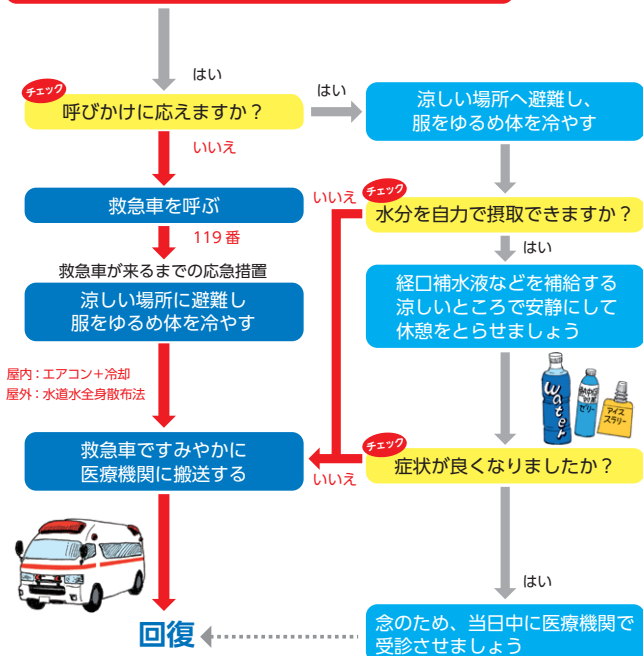 はい
チェック
呼びかけに応えますか？
はい
涼しい場所へ避難し、
服をゆるめ体を冷やす
いいえ
救急車を呼ぶ
いいえ
チェック
水分を自力で摂取できますか？
119番
はい
救急車が来るまでの応急措置
涼しい場所に避難し
服をゆるめ体を冷やす
経口補水液などを補給する
涼しいところで安静にして
休憩をとらせましょう
屋内：エアコン＋冷却
屋外：水道水全身散布法
water
ゼリー
アイス
スラリー
救急車ですみやかに
医療機関に搬送する
チェック
いいえ
症状が良くなりましたか？
はい
回復
念のため、当日中に医療機関で
受診させましょう